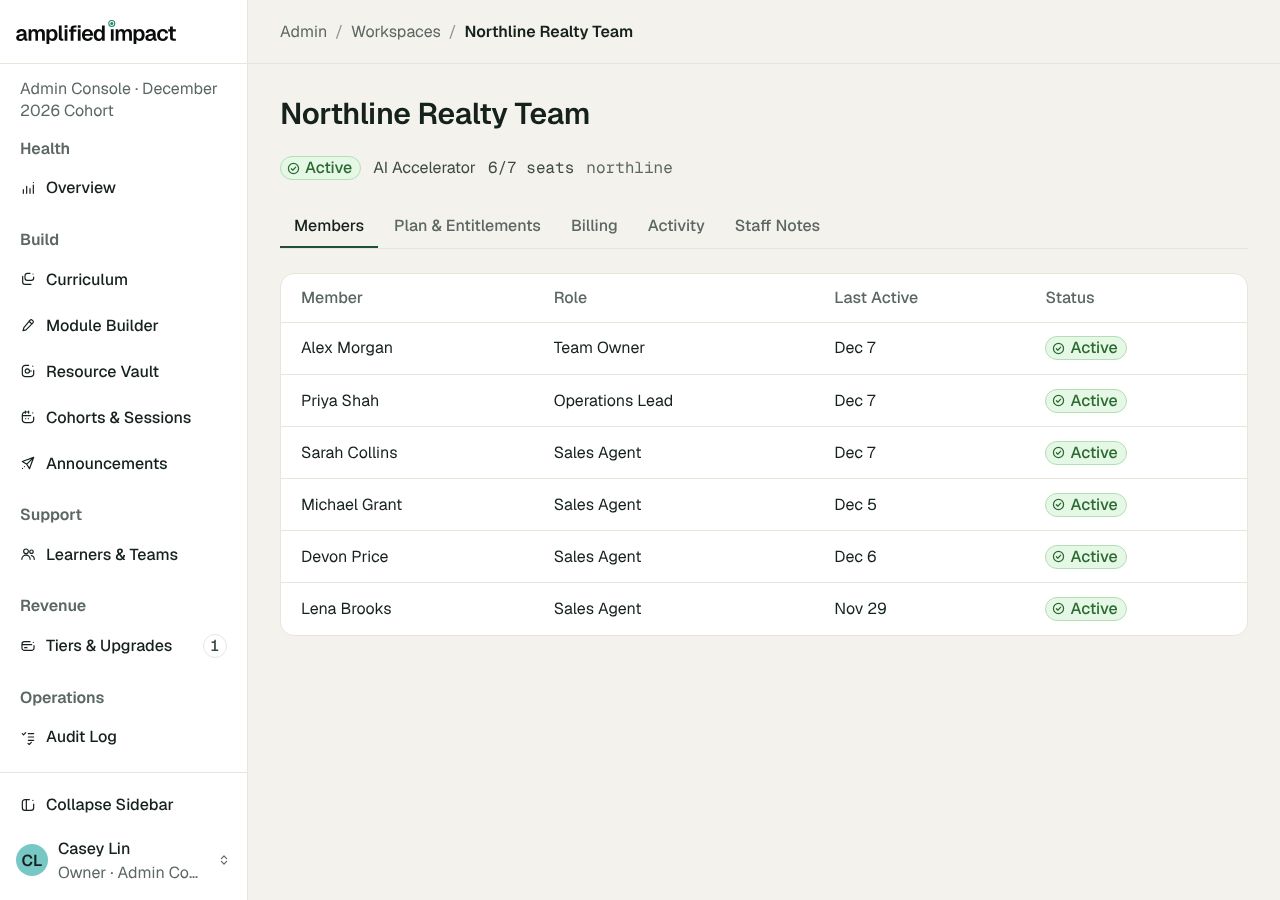 amplified impact
Admin / Workspaces / Northline Realty Team
Admin Console · December
2026 Cohort
Health
Overview
Build
Curriculum
Module Builder
Resource Vault
Cohorts & Sessions
Announcements
Support
Learners & Teams
Revenue
Tiers & Upgrades 1
Operations
Audit Log
Collapse Sidebar
CL
Casey Lin
Owner · Admin Co…
Northline Realty Team
Active AI Accelerator 6/7 seats northline
Members Plan & Entitlements Billing Activity Staff Notes
Member Role Last Active Status
Alex Morgan Team Owner Dec 7 Active
Priya Shah Operations Lead Dec 7 Active
Sarah Collins Sales Agent Dec 7 Active
Michael Grant Sales Agent Dec 5 Active
Devon Price Sales Agent Dec 6 Active
Lena Brooks Sales Agent Nov 29 Active